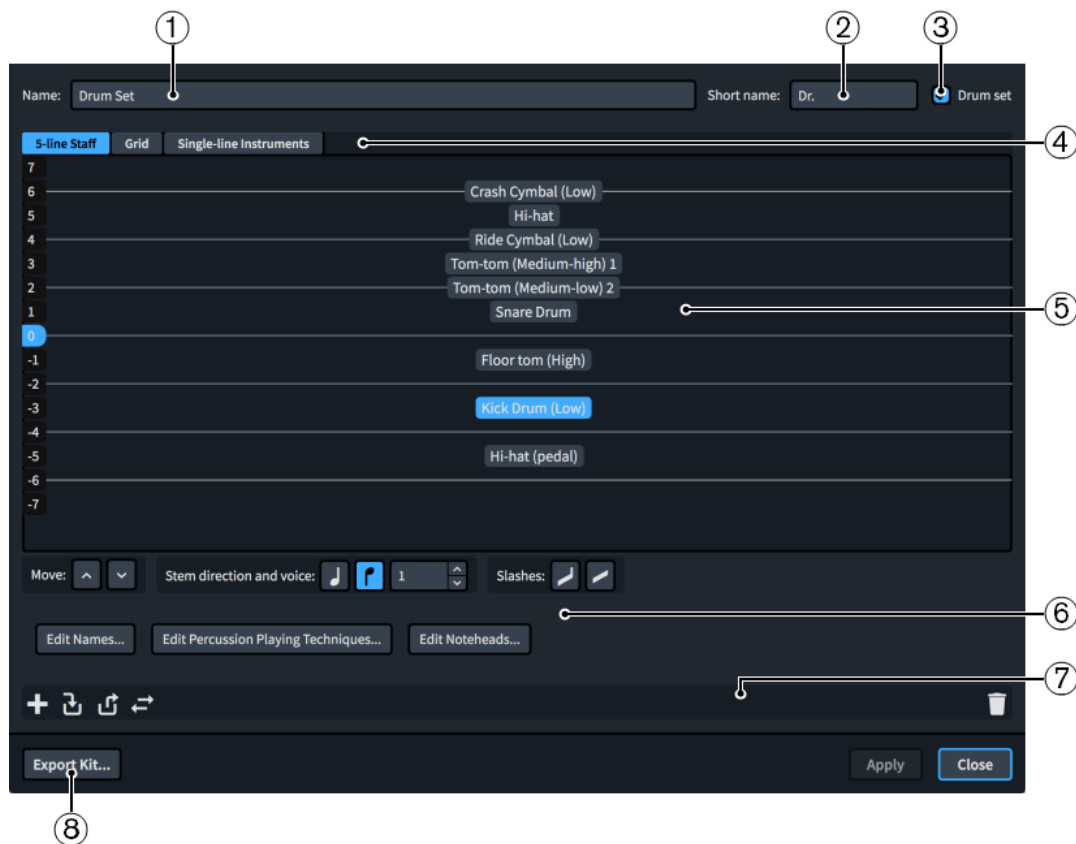 ① ② ③
Name: Drum Set Short name: Dr. Drum set
5-line Staff Grid Single-line Instruments ④
7
6 Crash Cymbal (Low)
5 Hi-hat
4 Ride Cymbal (Low)
3 Tom-tom (Medium-high) 1
2 Tom-tom (Medium-low) 2
1 Snare Drum ⑤
0
-1 Floor tom (High)
-2
-3 Kick Drum (Low)
-4
-5 Hi-hat (pedal)
-6
-7
Move: Stem direction and voice: 1 Slashes:
⑥
Edit Names... Edit Percussion Playing Techniques... Edit Noteheads...
⑦
Export Kit... Apply Close
⑧